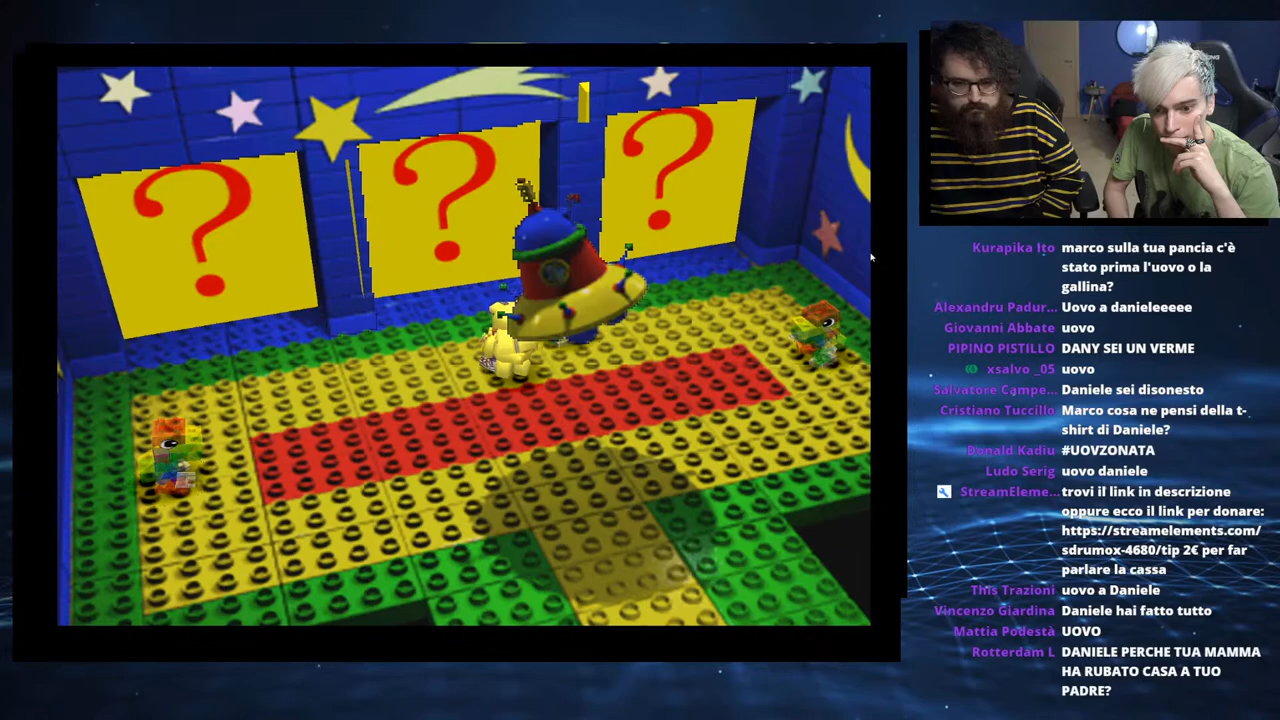 ?
?
?
Kurapika Ito marco sulla tua pancia c'è
stato prima l'uovo o la
gallina?
Alexandru Padur... Uovo a danieleeeee
Giovanni Abbate uovo
PIPINO PISTILLO DANY SEI UN VERME
xsalvo _05 uovo
Salvatore Campe... Daniele sei disonesto
Cristiano Tuccillo Marco cosa ne pensi della t-
shirt di Daniele?
Donald Kadiu #UOVZONATA
Ludo Serig uovo daniele
StreamEleme... trovi il link in descrizione
oppure ecco il link per donare:
https://streamelements.com/
sdrumox-4680/tip 2€ per far
parlare la cassa
This Trazioni uovo a Daniele
Vincenzo Giardina Daniele hai fatto tutto
Mattia Podestà UOVO
Rotterdam L DANIELE PERCHE TUA MAMMA
HA RUBATO CASA A TUO
PADRE?